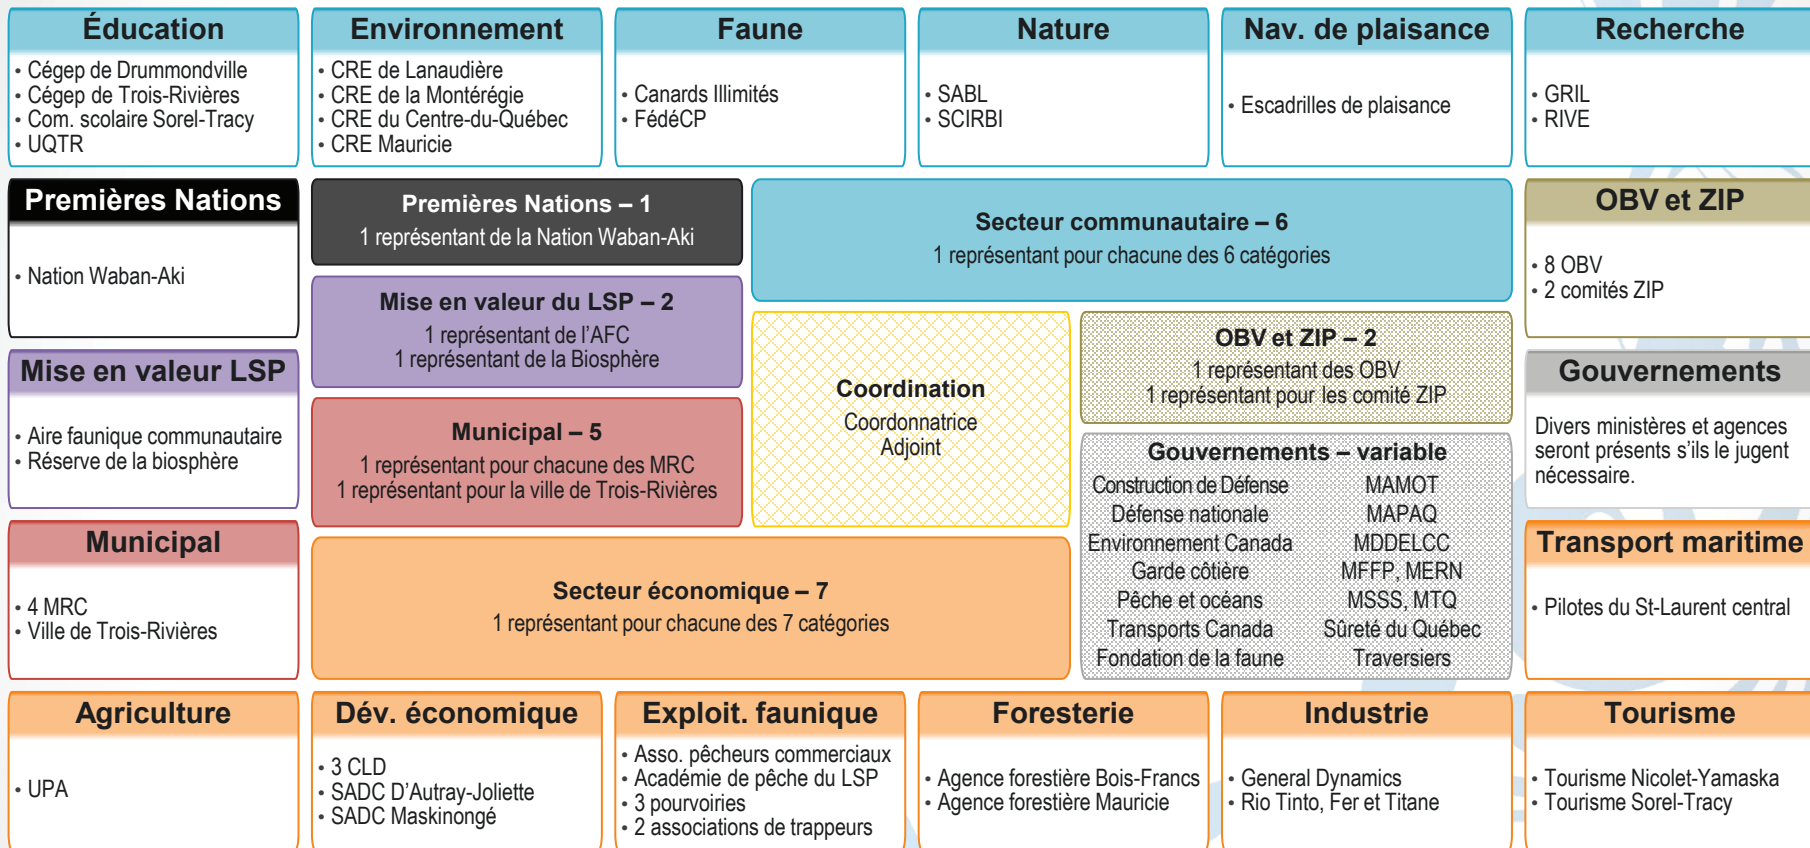 Éducation
• Cégep de Drummondville
• Cégep de Trois-Rivières
• Com. scolaire Sorel-Tracy
• UQTR
Environnement
• CRE de Lanaudière
• CRE de la Montérégie
• CRE du Centre-du-Québec
• CRE Mauricie
Faune
• Canards Illimités
• FédéCP
Nature
• SABL
• SCIRBI
Nav. de plaisance
• Escadrilles de plaisance
Recherche
• GRIL
• RIVE
Premières Nations
• Nation Waban-Aki
Premières Nations – 1
1 représentant de la Nation Waban-Aki
Secteur communautaire – 6
1 représentant pour chacune des 6 catégories
OBV et ZIP
• 8 OBV
• 2 comités ZIP
Mise en valeur du LSP – 2
1 représentant de l’AFC
1 représentant de la Biosphère
Mise en valeur LSP
• Aire faunique communautaire
• Réserve de la biosphère
Coordination
Coordonnatrice
Adjoint
OBV et ZIP – 2
1 représentant des OBV
1 représentant pour les comité ZIP
Gouvernements
Divers ministères et agences
seront présents s’ils le jugent
nécessaire.
Municipal – 5
1 représentant pour chacune des MRC
1 représentant pour la ville de Trois-Rivières
Gouvernements – variable
Construction de Défense MAMOT
Défense nationale MAPAQ
Environnement Canada MDDELCC
Garde côtière MFFP, MERN
Pêche et océans MSSS, MTQ
Transports Canada Sûreté du Québec
Fondation de la faune Traversiers
Municipal
• 4 MRC
• Ville de Trois-Rivières
Secteur économique – 7
1 représentant pour chacune des 7 catégories
Transport maritime
• Pilotes du St-Laurent central
Agriculture
• UPA
Dév. économique
• 3 CLD
• SADC D’Autray-Joliette
• SADC Maskinongé
Exploit. faunique
• Asso. pêcheurs commerciaux
• Académie de pêche du LSP
• 3 pourvoiries
• 2 associations de trappeurs
Foresterie
• Agence forestière Bois-Francs
• Agence forestière Mauricie
Industrie
• General Dynamics
• Rio Tinto, Fer et Titane
Tourisme
• Tourisme Nicolet-Yamaska
• Tourisme Sorel-Tracy